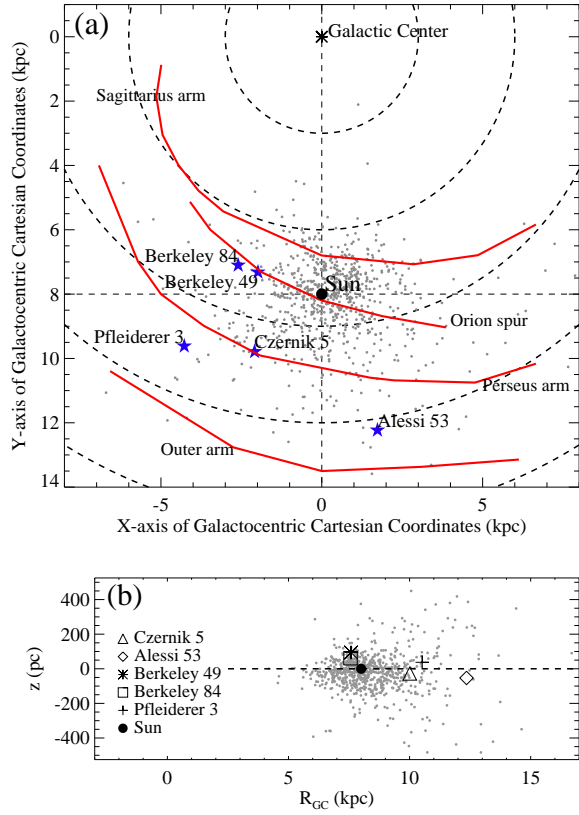 (a)
Galactic Center
Sagittarius arm
Berkeley 84
Berkeley 49
Sun
Orion spur
Pfleiderer 3
Czernik 5
Perseus arm
Alessi 53
Outer arm
0
2
4
6
8
10
12
14
-5
0
5
Y-axis of Galactocentric Cartesian Coordinates (kpc)
X-axis of Galactocentric Cartesian Coordinates (kpc)
(b)
Czernik 5
Alessi 53
Berkeley 49
Berkeley 84
Pfleiderer 3
Sun
400
200
0
-200
-400
z (pc)
0
5
10
15
R_GC (kpc)